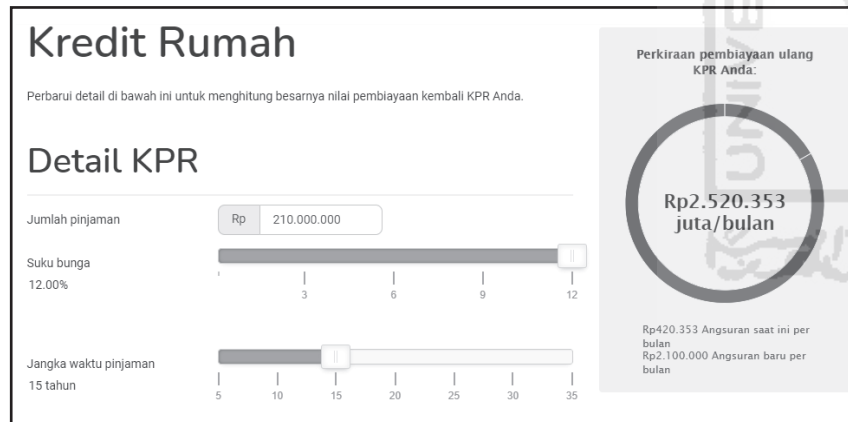 Kredit Rumah
Perbarui detail di bawah ini untuk menghitung besarnya nilai pembiayaan kembali KPR Anda.
Detail KPR
Jumlah pinjaman
Rp 210.000.000
Suku bunga
12.00%
3 6 9 12
Jangka waktu pinjaman
15 tahun
5 10 15 20 25 30 35
Perkiraan pembiayaan ulang
KPR Anda:
Rp2.520.353
juta/bulan
Rp420.353 Angsuran saat ini per
bulan
Rp2.100.000 Angsuran baru per
bulan